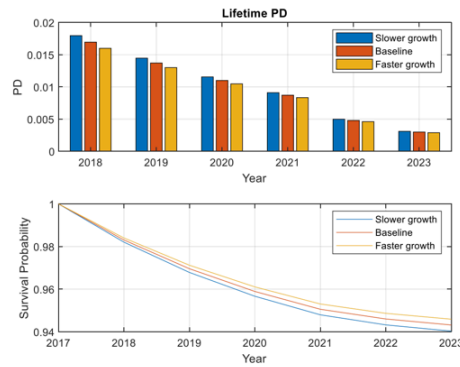 Lifetime PD
0.02
0.015
0.01
0.005
0
PD
Slower growth
Baseline
Faster growth
2018 2019 2020 2021 2022 2023
Year
1
0.98
0.96
0.94
Survival Probability
Slower growth
Baseline
Faster growth
2017 2018 2019 2020 2021 2022 2023
Year